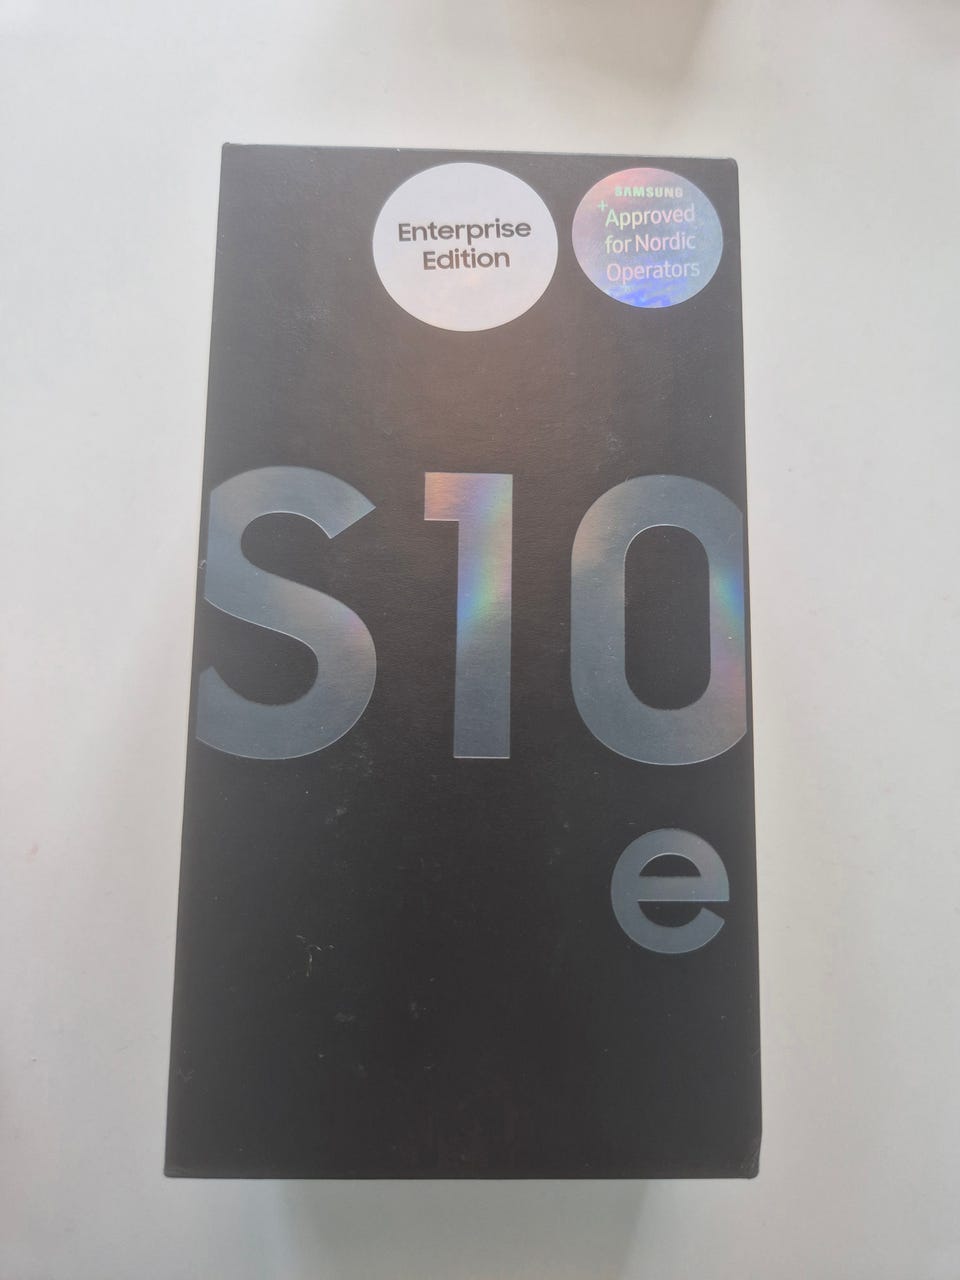 Enterprise
Edition
SAMSUNG
+Approved
for Nordic
Operators
S10
e